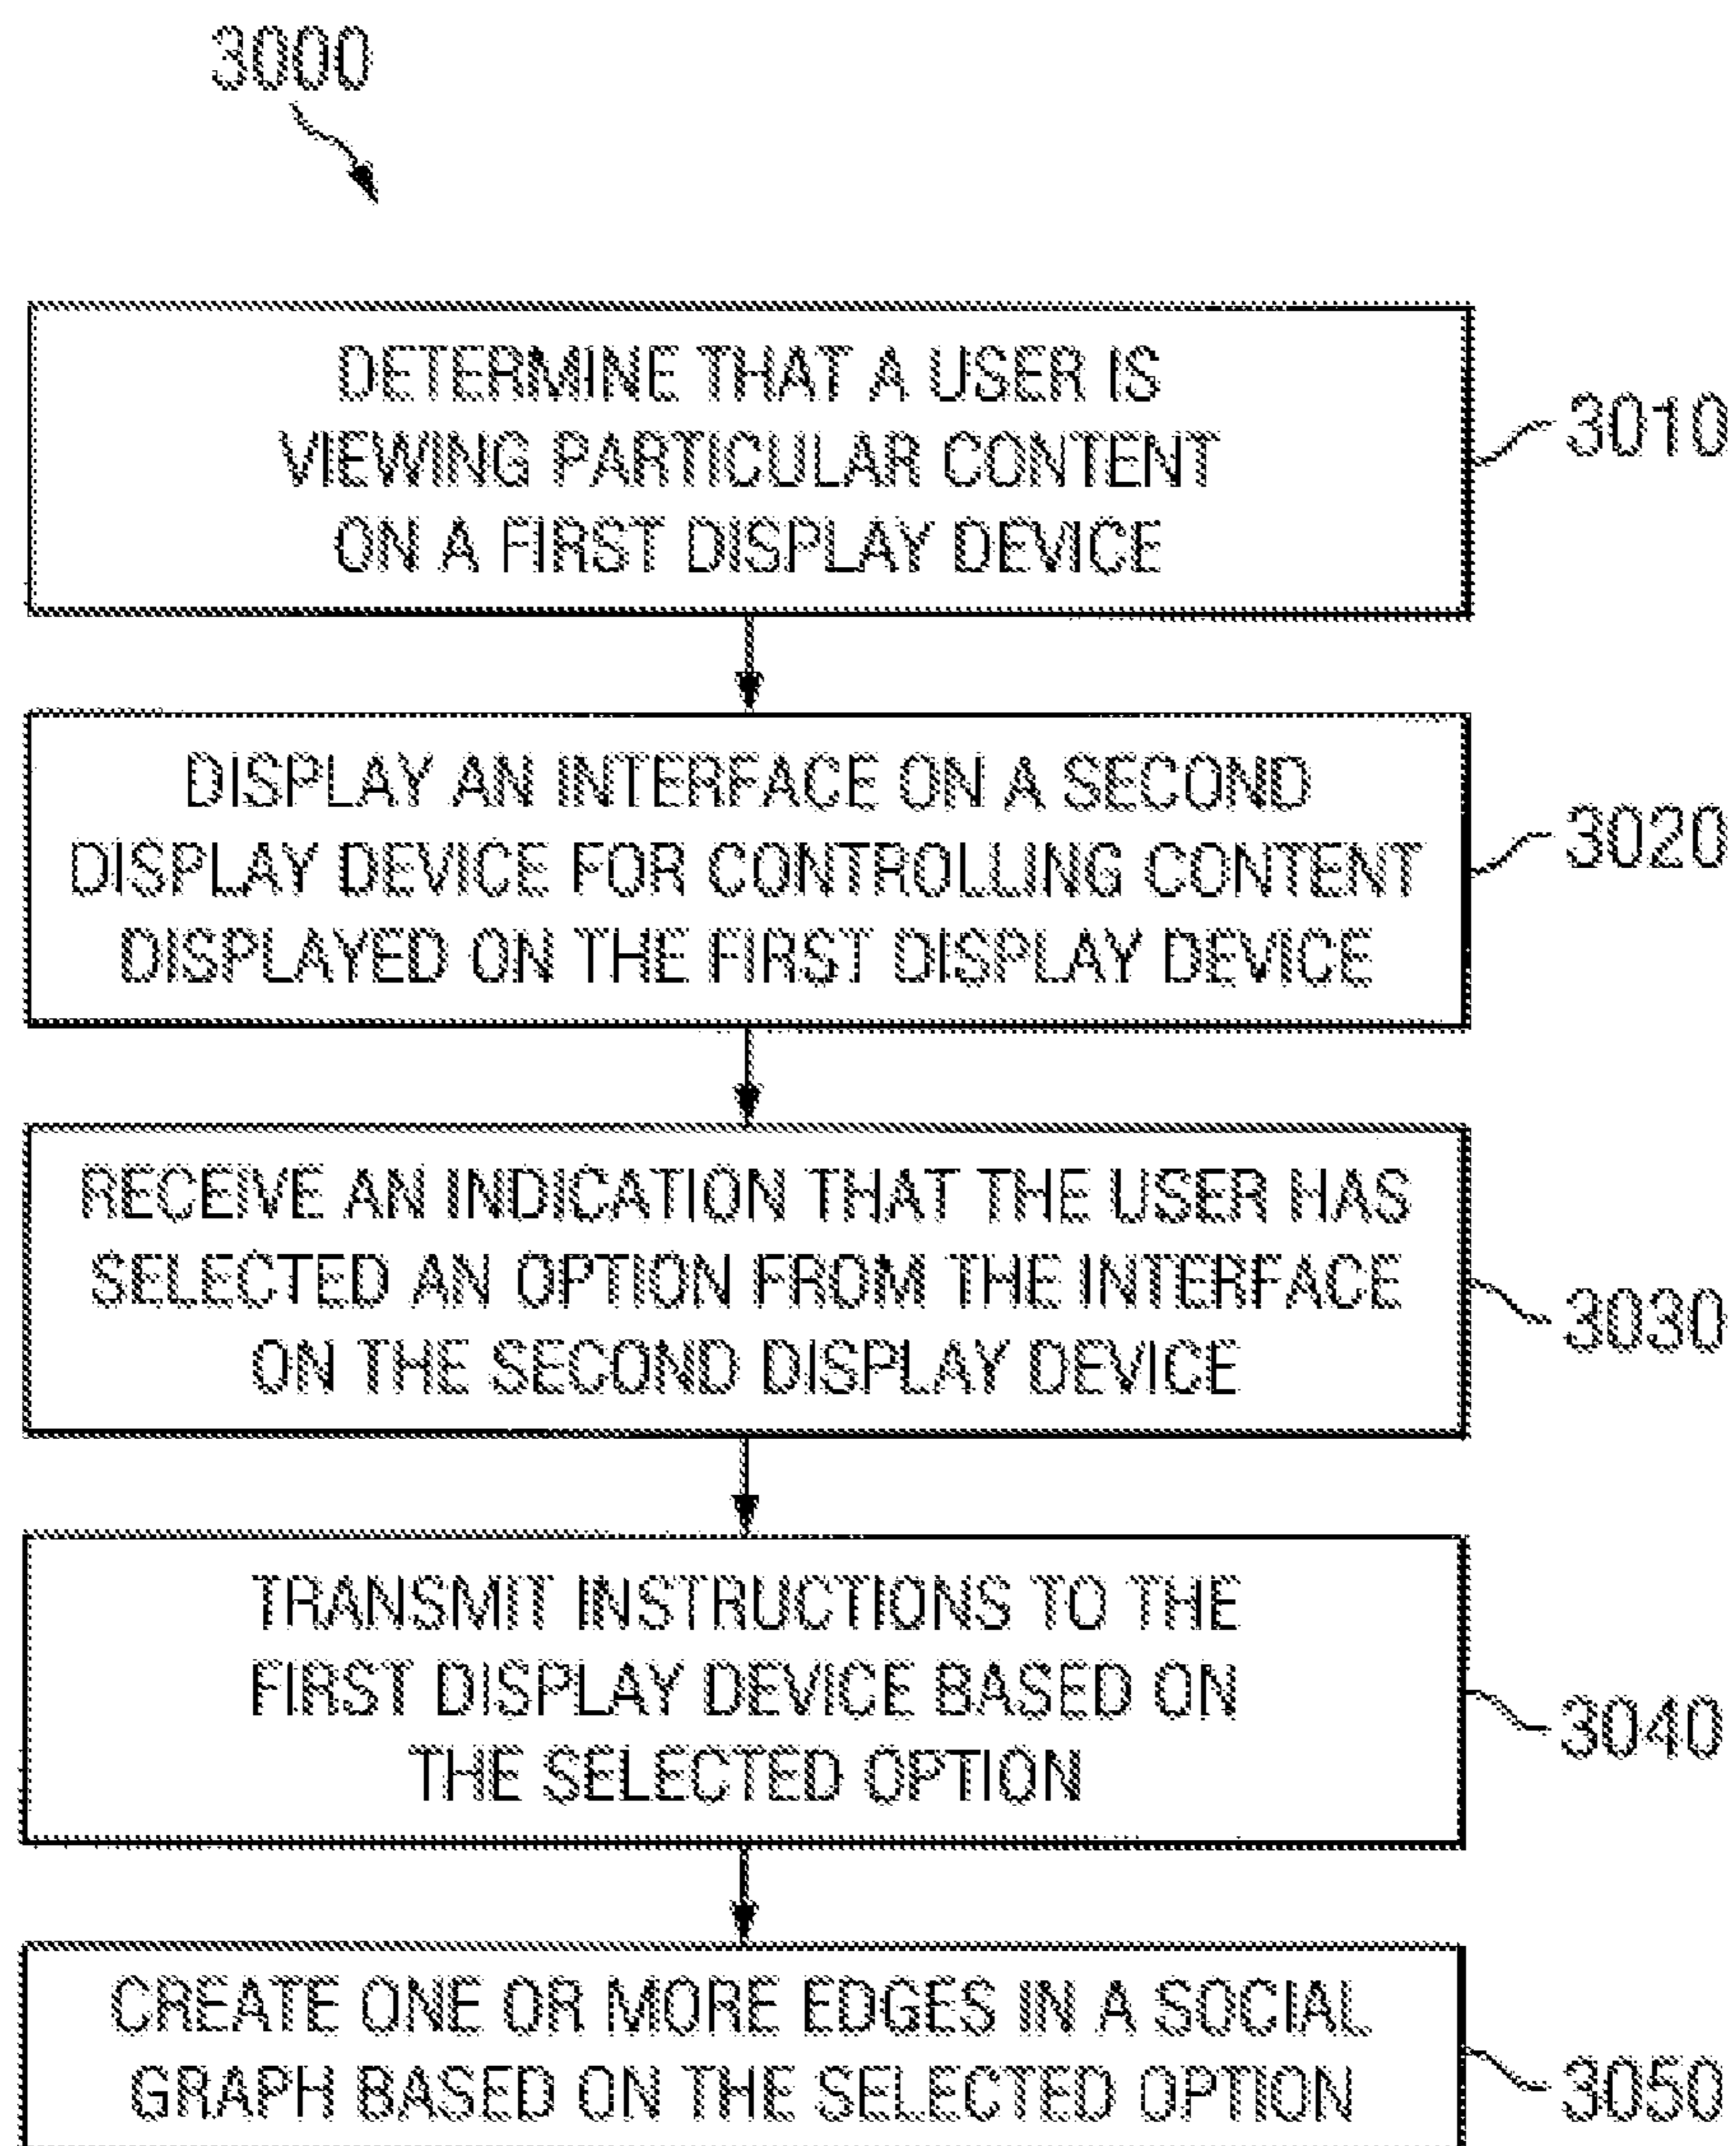 3000
DETERMINE THAT A USER IS
VIEWING PARTICULAR CONTENT
ON A FIRST DISPLAY DEVICE
3010
DISPLAY AN INTERFACE ON A SECOND
DISPLAY DEVICE FOR CONTROLLING CONTENT
DISPLAYED ON THE FIRST DISPLAY DEVICE
3020
RECEIVE AN INDICATION THAT THE USER HAS
SELECTED AN OPTION FROM THE INTERFACE
ON THE SECOND DISPLAY DEVICE
3030
TRANSMIT INSTRUCTIONS TO THE
FIRST DISPLAY DEVICE BASED ON
THE SELECTED OPTION
3040
CREATE ONE OR MORE EDGES IN A SOCIAL
GRAPH BASED ON THE SELECTED OPTION
3050